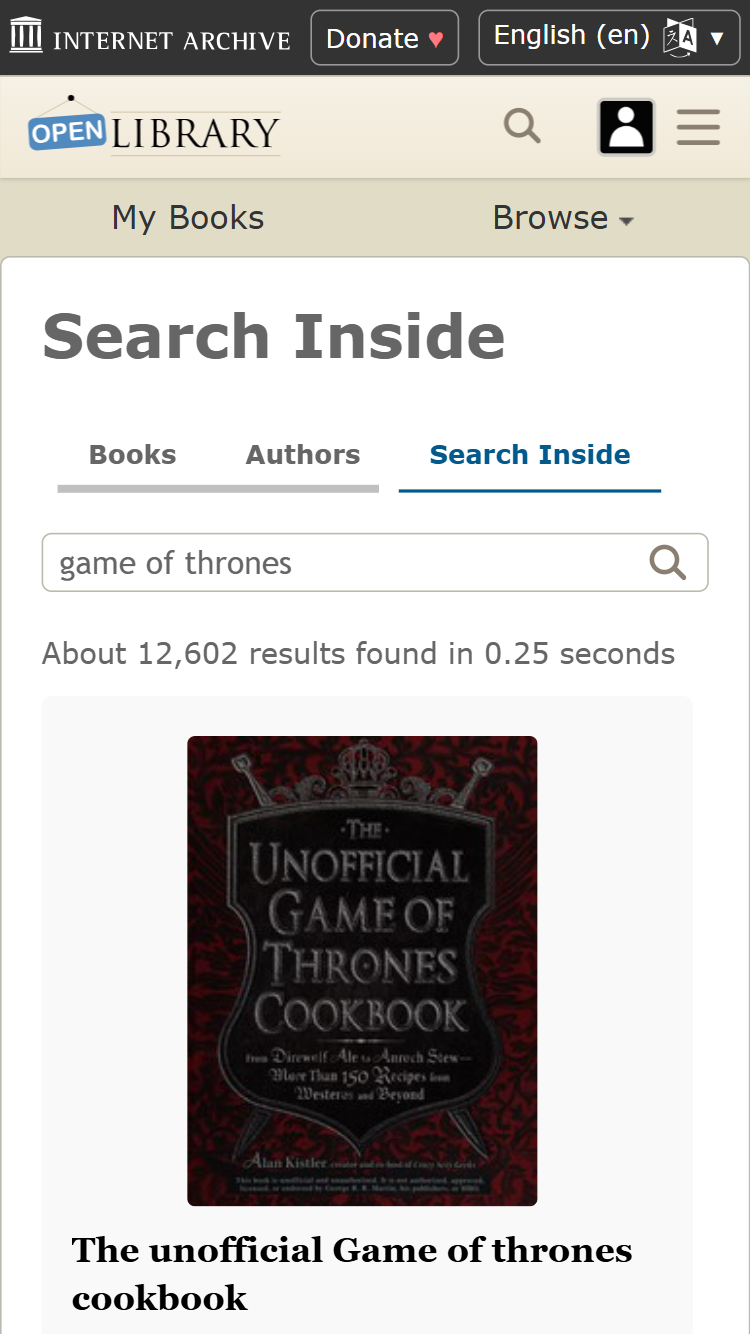 INTERNET ARCHIVE
Donate ♥
English (en) A ▼
OPEN LIBRARY
My Books
Browse
Search Inside
Books Authors Search Inside
game of thrones
About 12,602 results found in 0.25 seconds
·THE·
UNOFFICIAL
GAME OF
THRONES
COOKBOOK
From Direwolf Ale to Auroch Stew—
More Than 150 Recipes from
Westeros and Beyond
Alan Kistler creator and co-host of Crazy Sexy Geeks
This book is unofficial and unauthorized. It is not authorized, approved,
licensed, or endorsed by George R. R. Martin, his publishers, or HBO.
The unofficial Game of thrones
cookbook